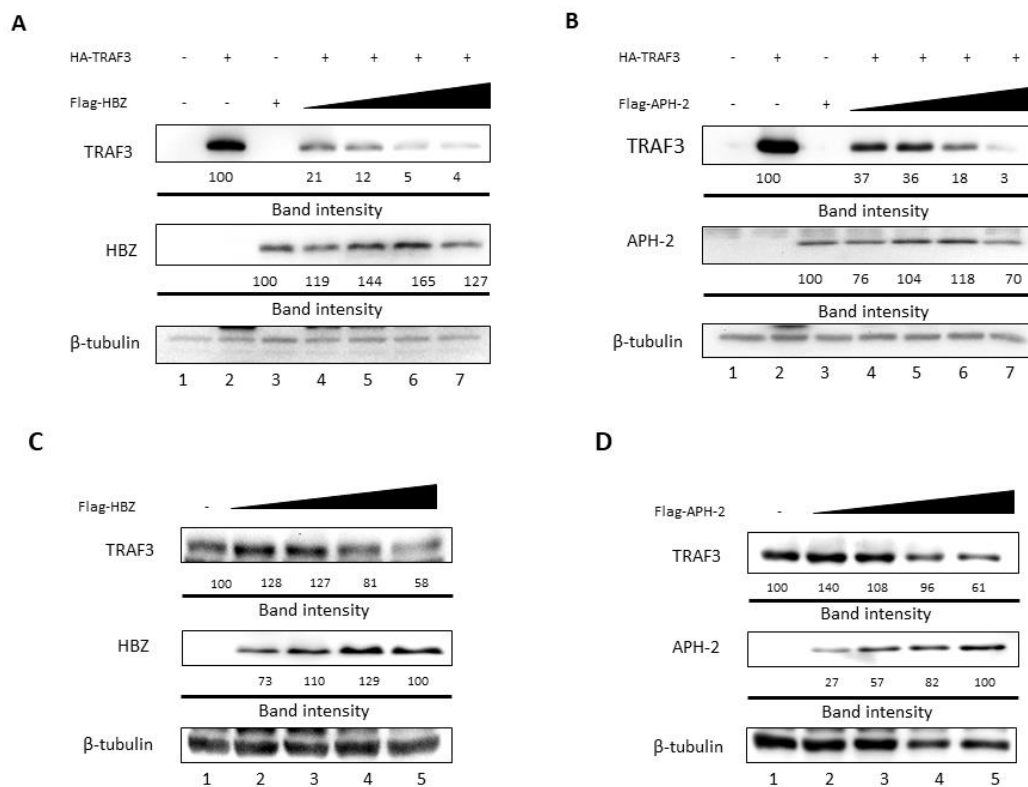 A
HA-TRAF3 - + - + + + +
Flag-HBZ - - +
TRAF3
100 21 12 5 4
Band intensity
HBZ
100 119 144 165 127
Band intensity
β-tubulin
1 2 3 4 5 6 7
B
HA-TRAF3 - + - + + + +
Flag-APH-2 - - +
TRAF3
100 37 36 18 3
Band intensity
APH-2
100 76 104 118 70
Band intensity
β-tubulin
1 2 3 4 5 6 7
C
Flag-HBZ -
TRAF3
100 128 127 81 58
Band intensity
HBZ
73 110 129 100
Band intensity
β-tubulin
1 2 3 4 5
D
Flag-APH-2 -
TRAF3
100 140 108 96 61
Band intensity
APH-2
27 57 82 100
Band intensity
β-tubulin
1 2 3 4 5